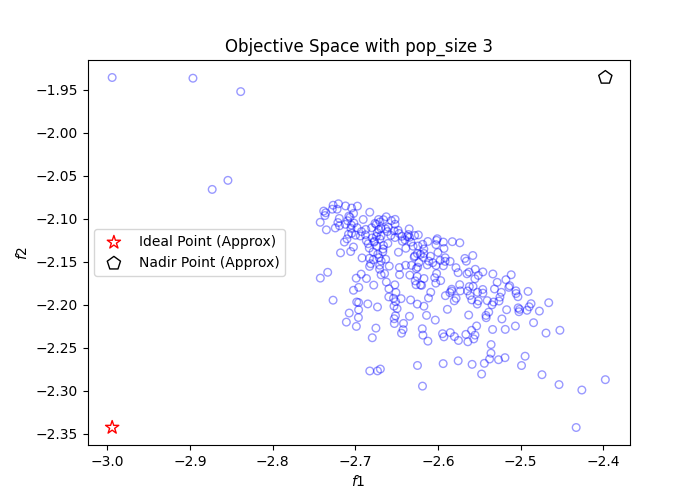 Objective Space with pop_size 3
f2
−1.95
−2.00
−2.05
−2.10
−2.15
−2.20
−2.25
−2.30
−2.35
Ideal Point (Approx)
Nadir Point (Approx)
−3.0 −2.9 −2.8 −2.7 −2.6 −2.5 −2.4
f1